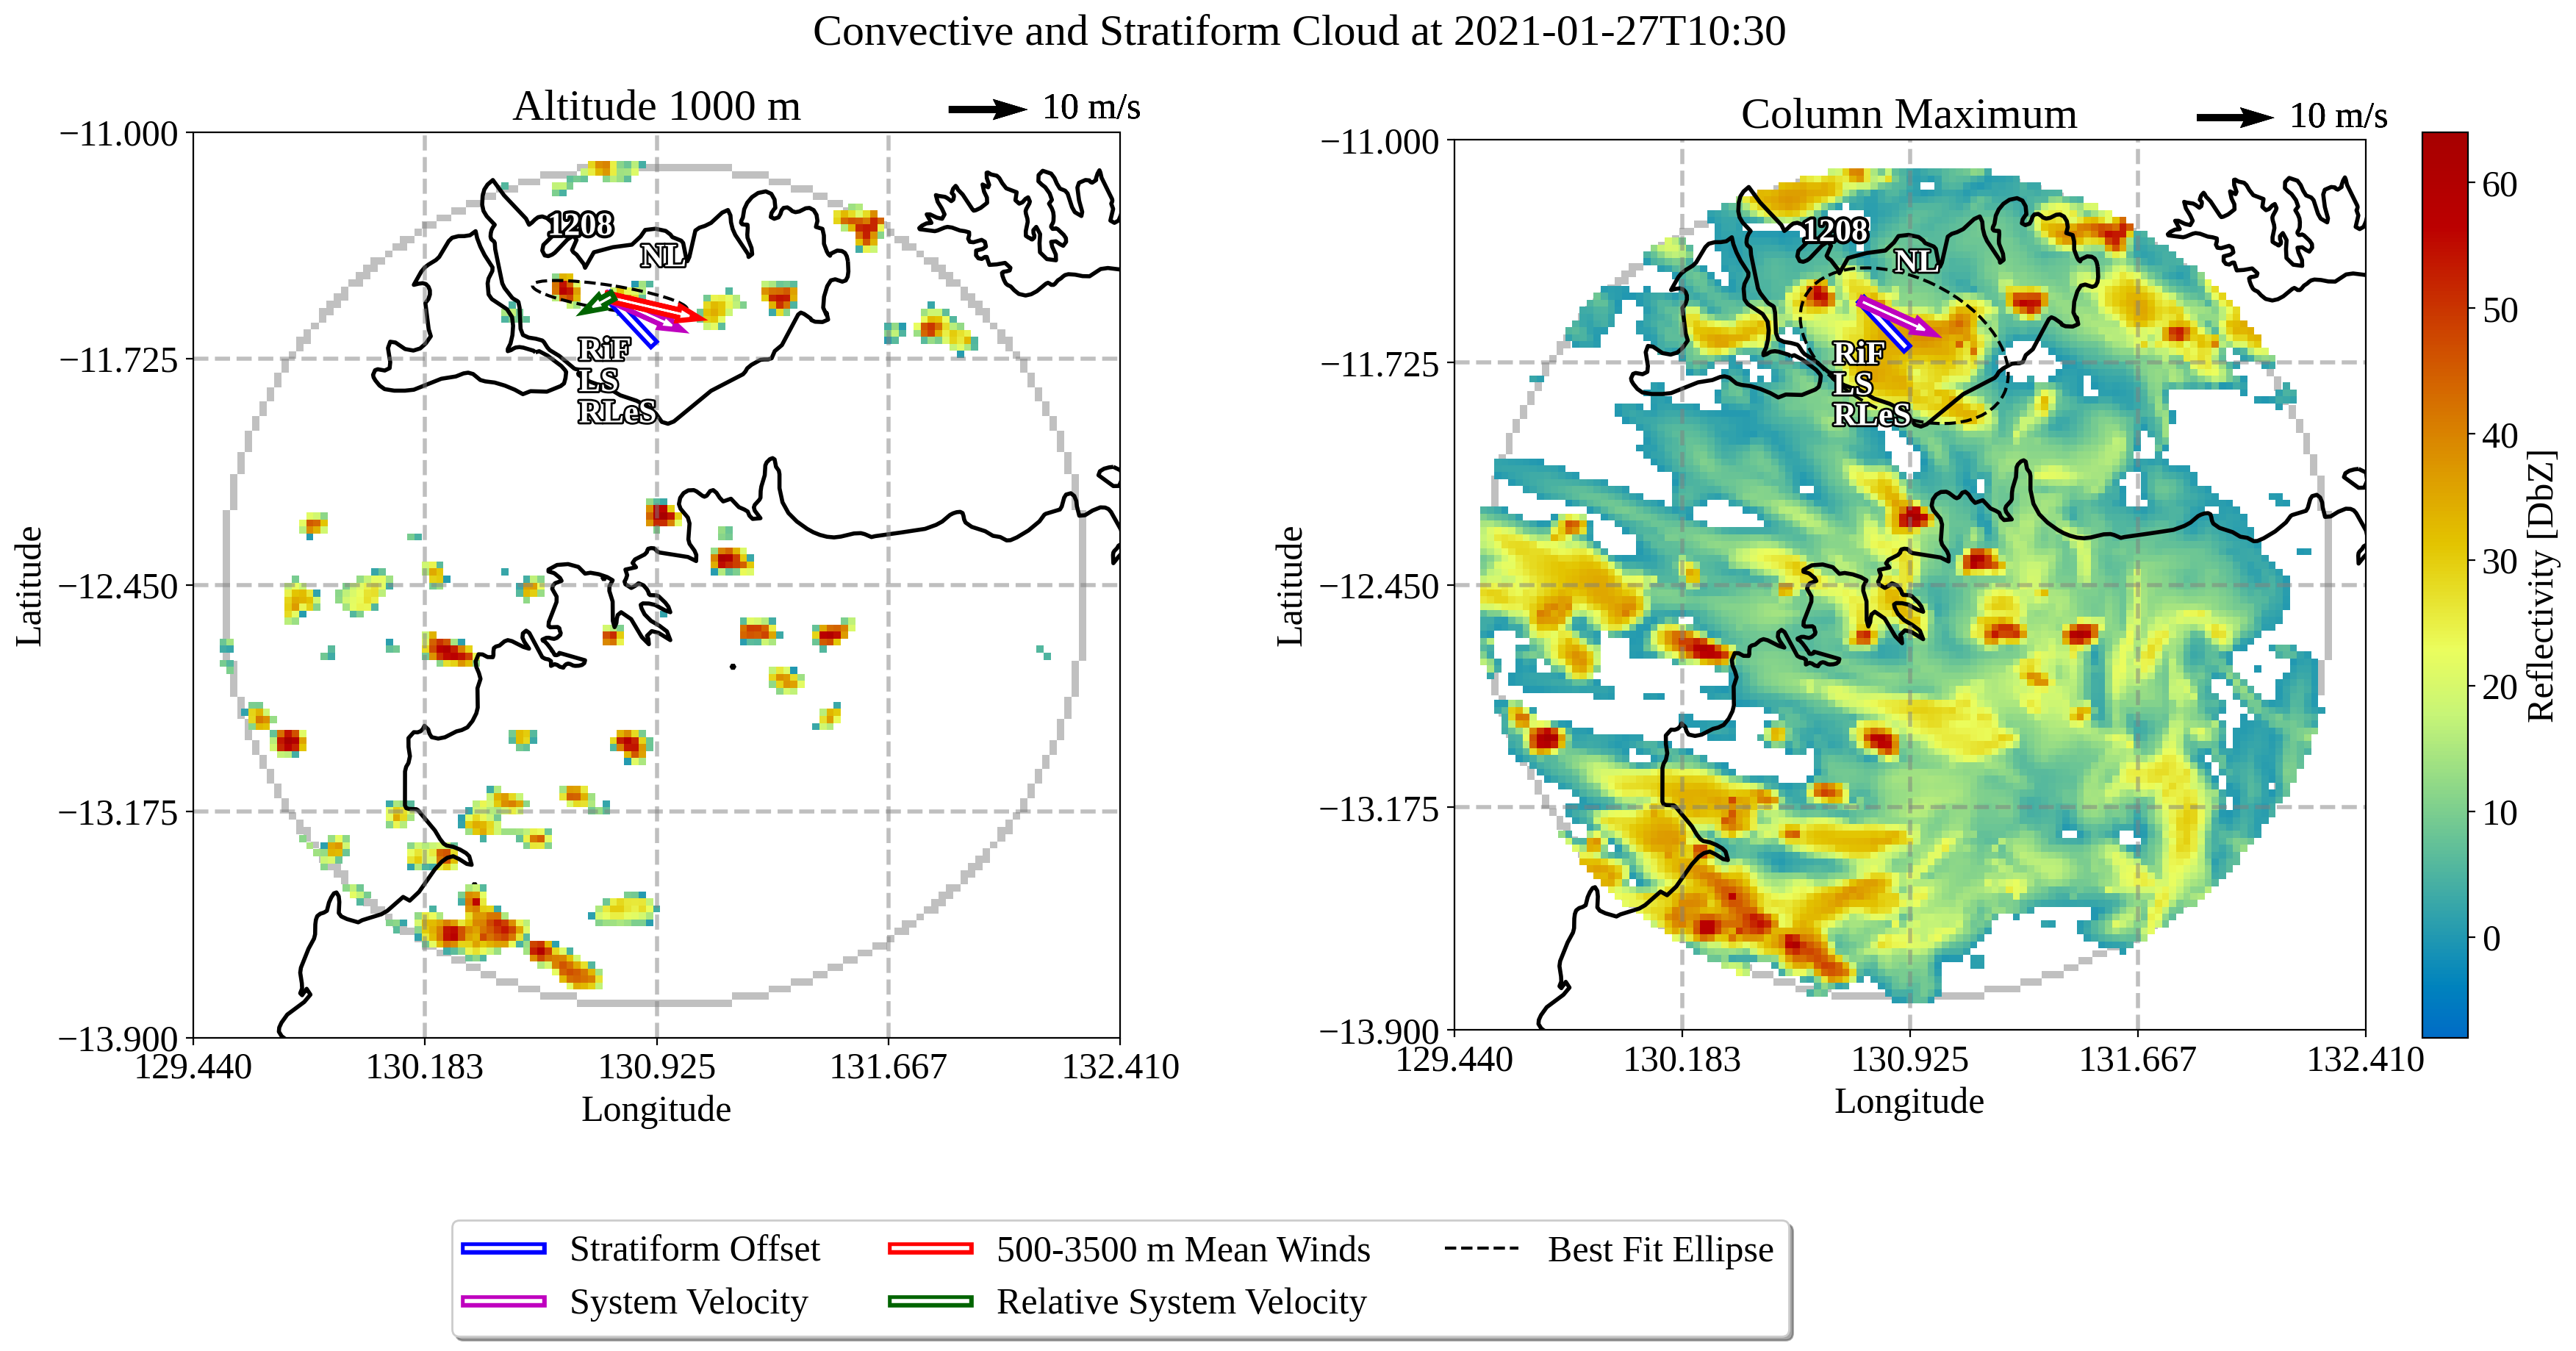 Convective and Stratiform Cloud at 2021-01-27T10:30
Altitude 1000 m
10 m/s
−11.000
−11.725
−12.450
−13.175
−13.900
Latitude
1208
NL
RiF
LS
RLeS
129.440
130.183
130.925
131.667
132.410
Longitude
Column Maximum
10 m/s
−11.000
−11.725
−12.450
−13.175
−13.900
Latitude
1208
NL
RiF
LS
RLeS
129.440
130.183
130.925
131.667
132.410
Longitude
60
50
40
30
20
10
0
Reflectivity [DbZ]
Stratiform Offset
System Velocity
500-3500 m Mean Winds
Relative System Velocity
Best Fit Ellipse